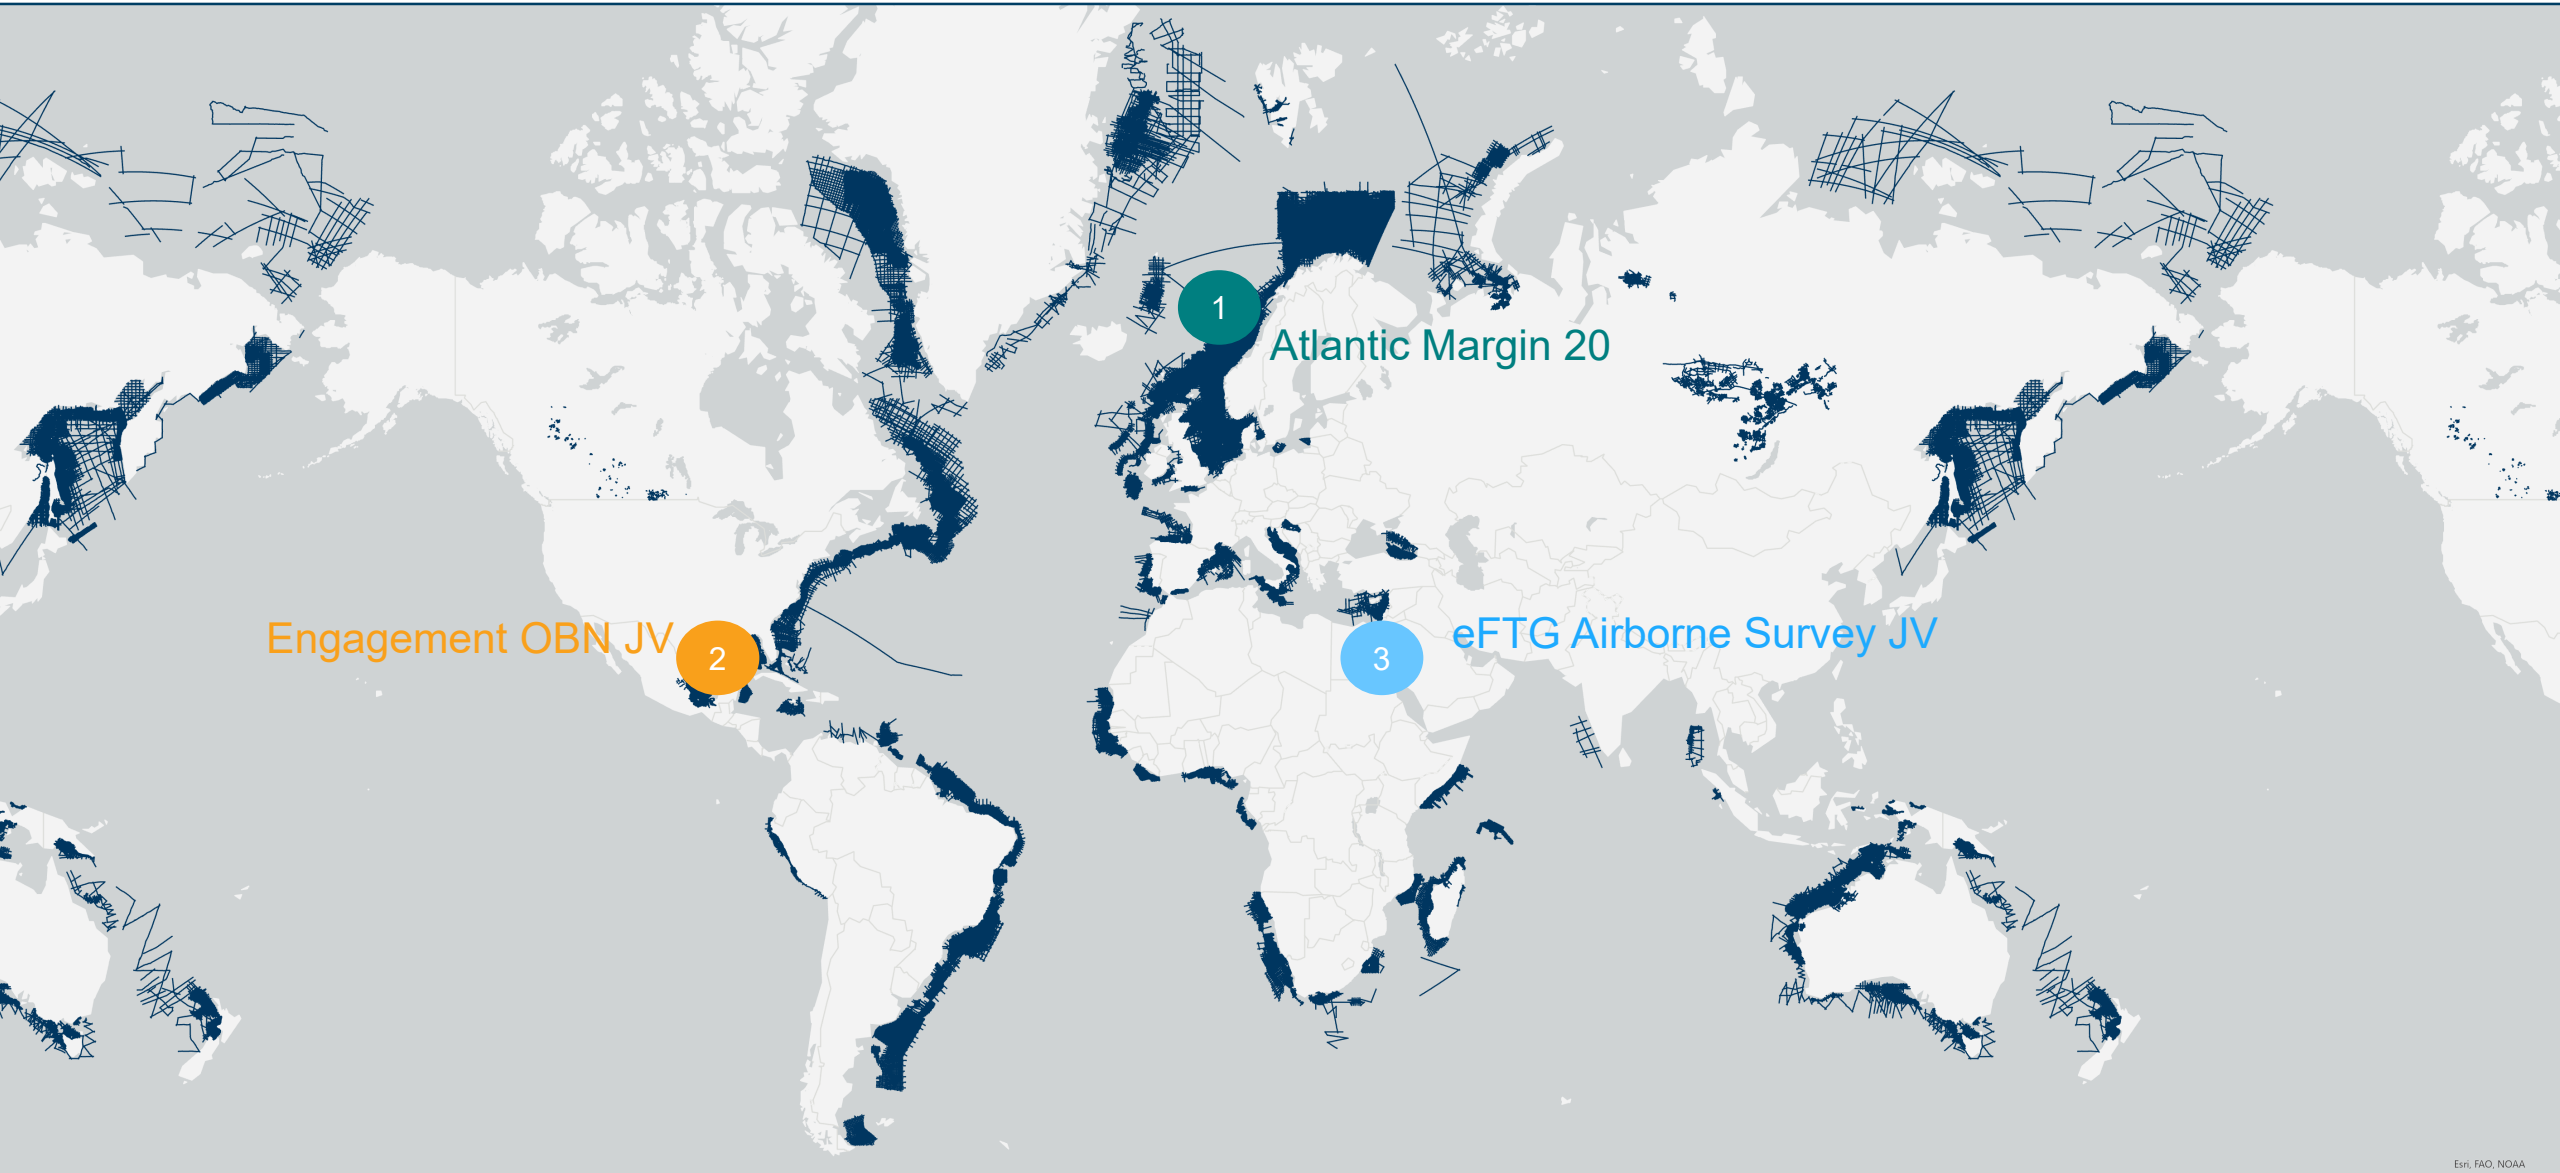 1
Atlantic Margin 20
Engagement OBN JV
2
3
eFTG Airborne Survey JV
Esri, FAO, NOAA